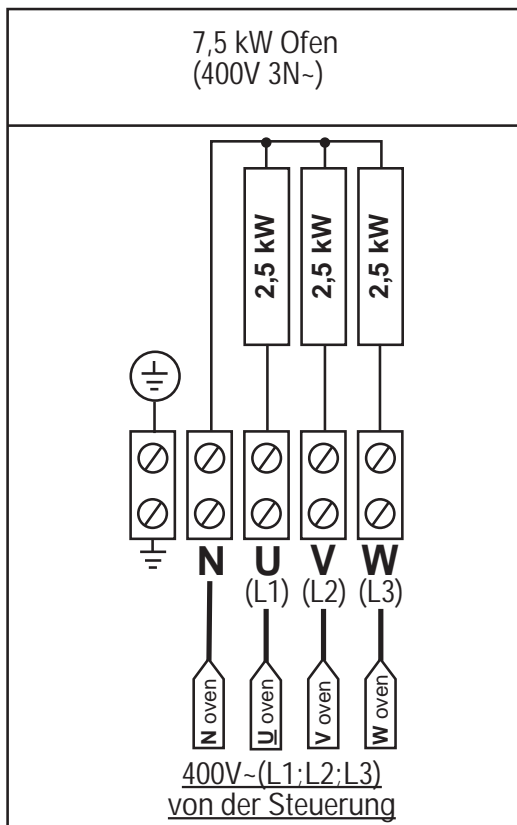 7,5 kW Ofen
(400V 3N~)
2,5 kW
2,5 kW
2,5 kW
N U V W
(L1) (L2) (L3)
N oven
U oven
V oven
W oven
400V~(L1;L2;L3)
von der Steuerung